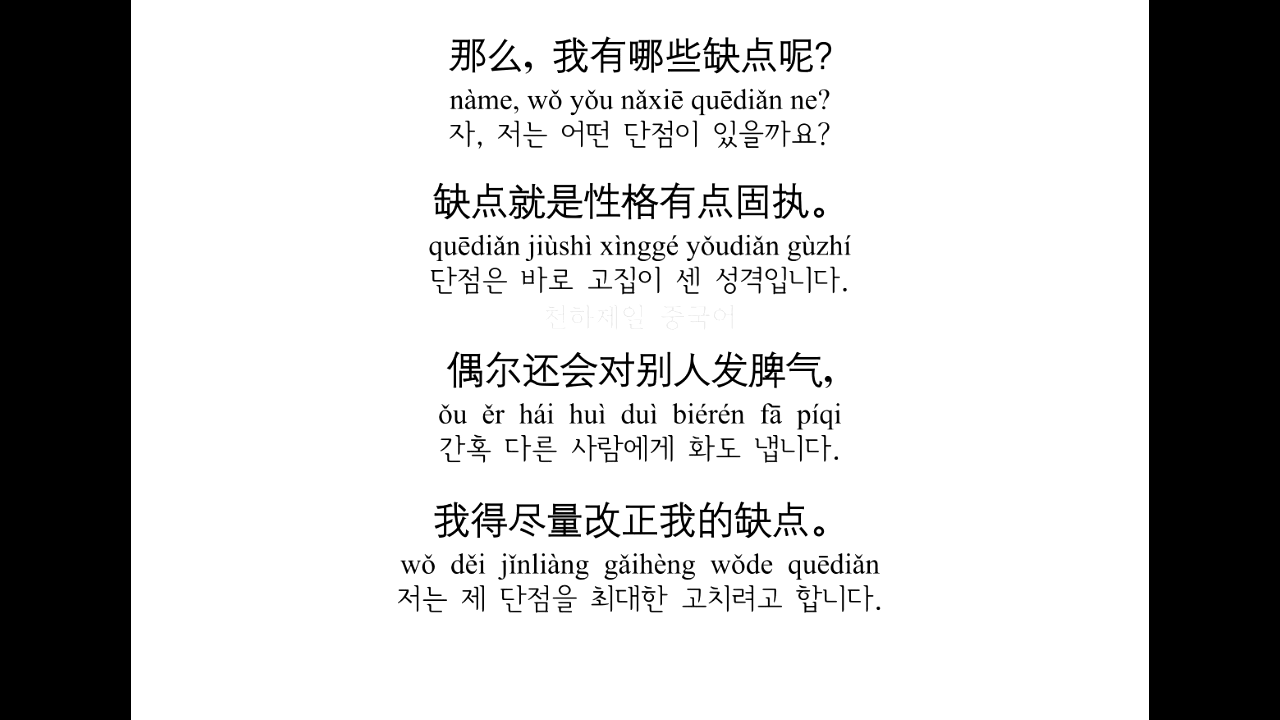 那么, 我有哪些缺点呢?
nàme, wǒ yǒu nǎxiē quēdiǎn ne?
자, 저는 어떤 단점이 있을까요?
缺点就是性格有点固执。
quēdiǎn jiùshì xìnggé yǒudiǎn gùzhí
단점은 바로 고집이 센 성격입니다.
천하제일 중국어
偶尔还会对别人发脾气,
ǒu ěr hái huì duì biérén fā píqi
간혹 다른 사람에게 화도 냅니다.
我得尽量改正我的缺点。
wǒ děi jǐnliàng gǎihèng wǒde quēdiǎn
저는 제 단점을 최대한 고치려고 합니다.